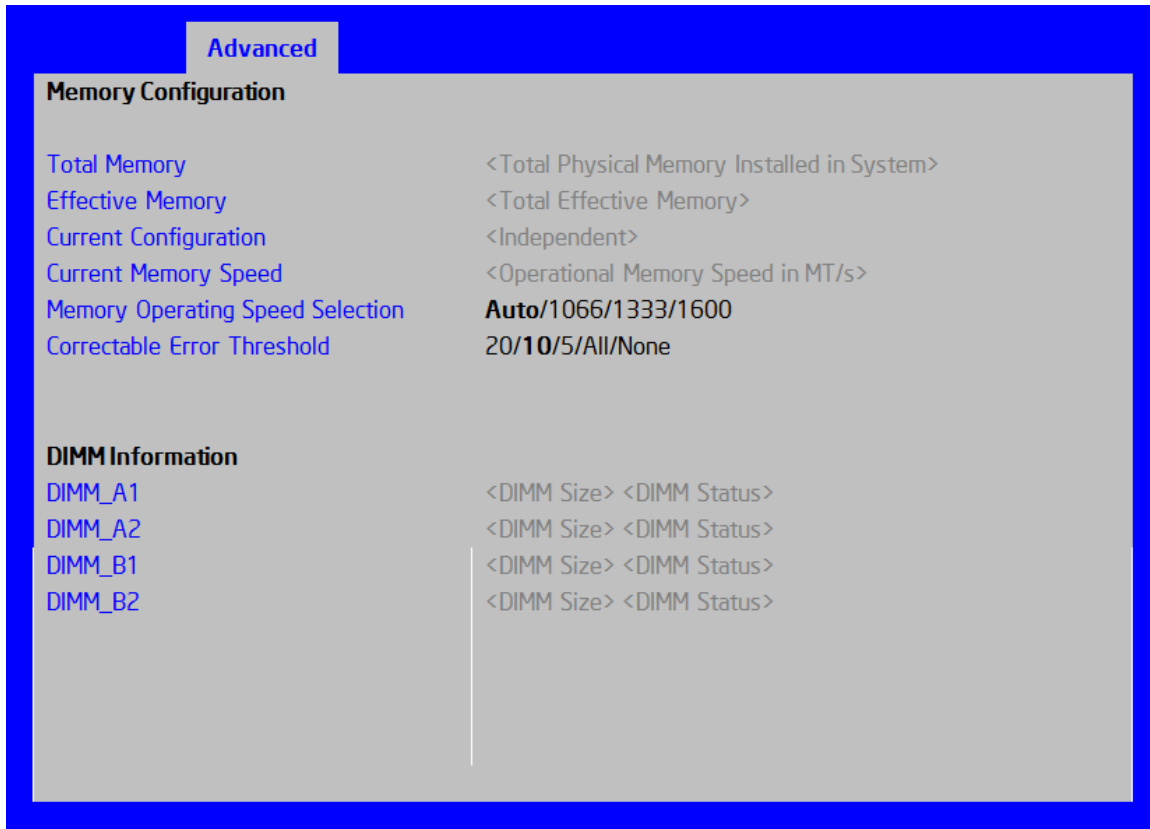 Advanced
Memory Configuration
Total Memory <Total Physical Memory Installed in System>
Effective Memory <Total Effective Memory>
Current Configuration <Independent>
Current Memory Speed <Operational Memory Speed in MT/s>
Memory Operating Speed Selection Auto/1066/1333/1600
Correctable Error Threshold 20/10/5/All/None
DIMM Information
DIMM_A1 <DIMM Size> <DIMM Status>
DIMM_A2 <DIMM Size> <DIMM Status>
DIMM_B1 <DIMM Size> <DIMM Status>
DIMM_B2 <DIMM Size> <DIMM Status>